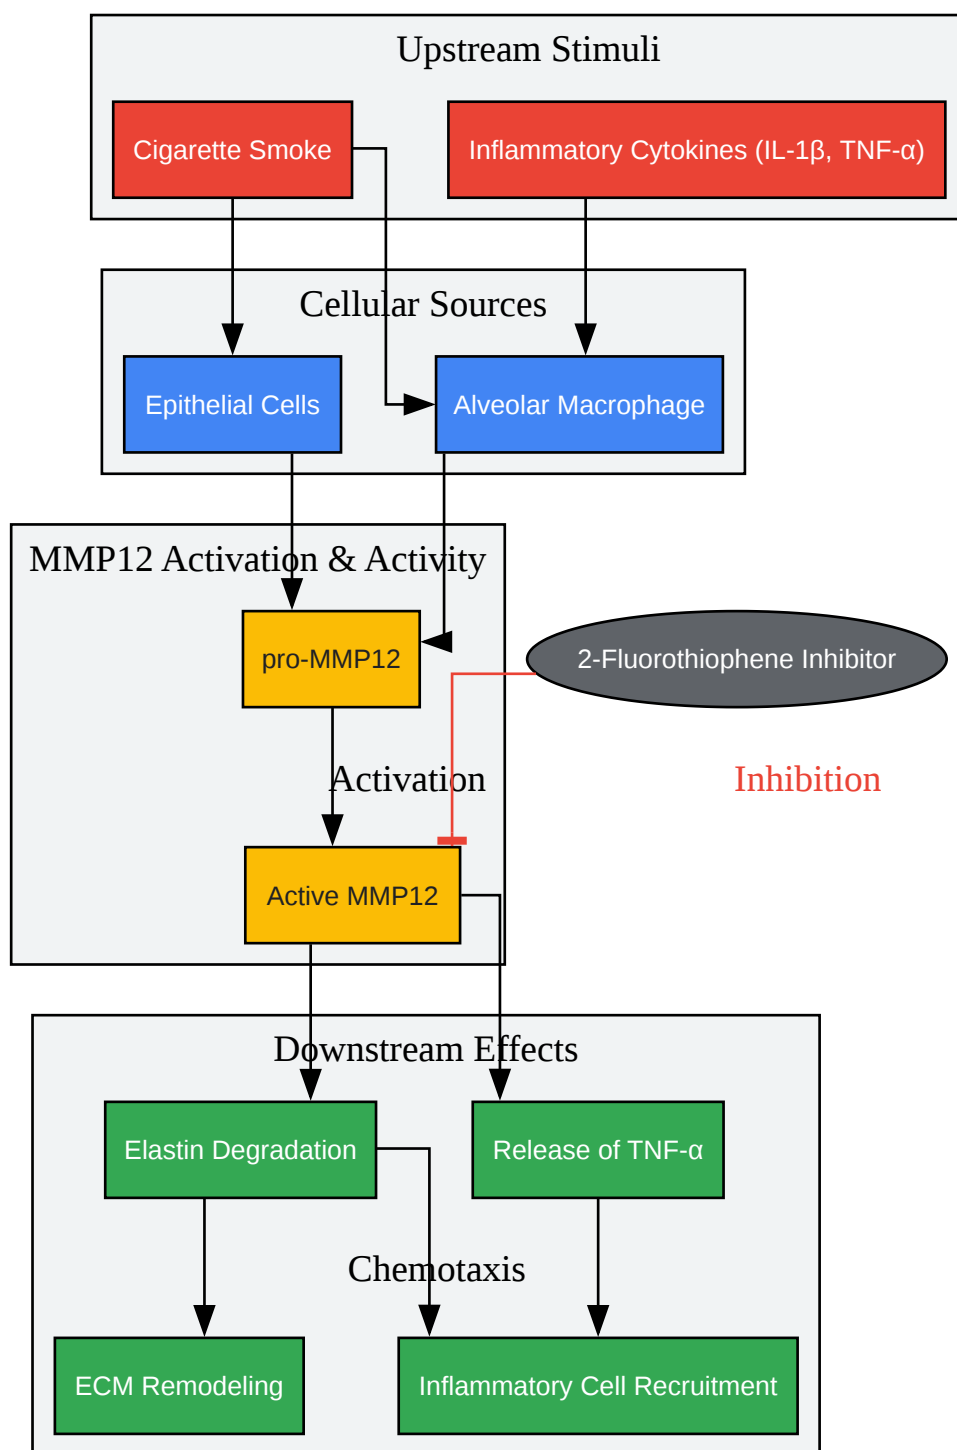 Upstream Stimuli
Cigarette Smoke
Inflammatory Cytokines (IL-1β, TNF-α)
Cellular Sources
Epithelial Cells
Alveolar Macrophage
MMP12 Activation & Activity
pro-MMP12
2-Fluorothiophene Inhibitor
Activation
Inhibition
Active MMP12
Downstream Effects
Elastin Degradation
Release of TNF-α
Chemotaxis
ECM Remodeling
Inflammatory Cell Recruitment